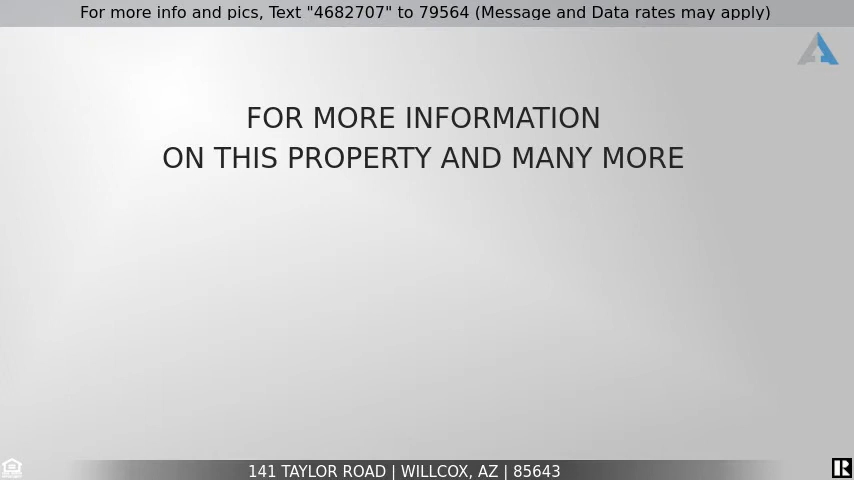 For more info and pics, Text "4682707" to 79564 (Message and Data rates may apply)
FOR MORE INFORMATION
ON THIS PROPERTY AND MANY MORE
141 TAYLOR ROAD | WILLCOX, AZ | 85643